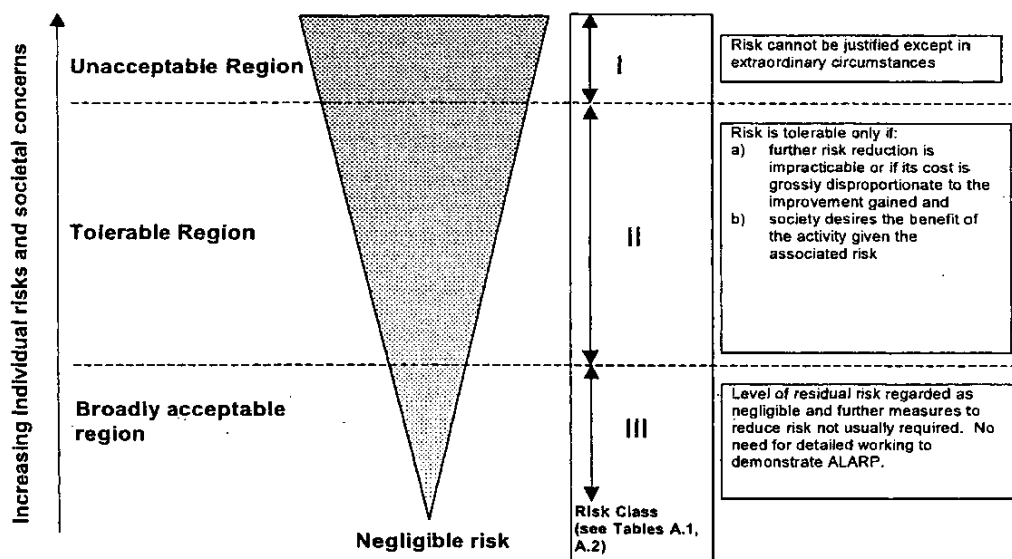 Increasing Individual risks and societal concerns
Unacceptable Region
I
Risk cannot be justified except in
extraordinary circumstances
Tolerable Region
II
Risk is tolerable only if:
a) further risk reduction is
impracticable or if its cost is
grossly disproportionate to the
improvement gained and
b) society desires the benefit of
the activity given the
associated risk
Broadly acceptable
region
III
Level of residual risk regarded as
negligible and further measures to
reduce risk not usually required. No
need for detailed working to
demonstrate ALARP.
Negligible risk
Risk Class
(see Tables A.1,
A.2)